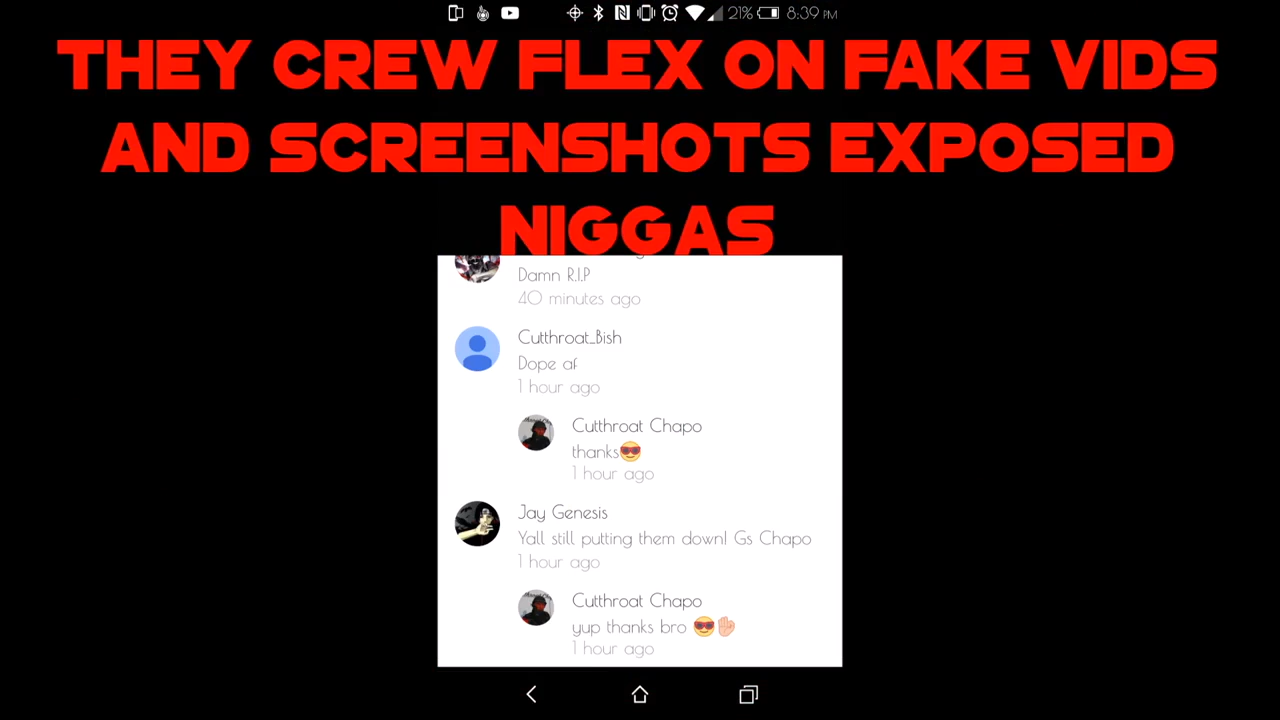 21% 8:39 PM
THEY CREW FLEX ON FAKE VIDS
AND SCREENSHOTS EXPOSED
NIGGAS
Damn R.I.P
40 minutes ago
Cutthroat_Bish
Dope af
1 hour ago
Cutthroat Chapo
thanks😎
1 hour ago
Jay Genesis
Yall still putting them down! Gs Chapo
1 hour ago
Cutthroat Chapo
yup thanks bro 😎👌
1 hour ago